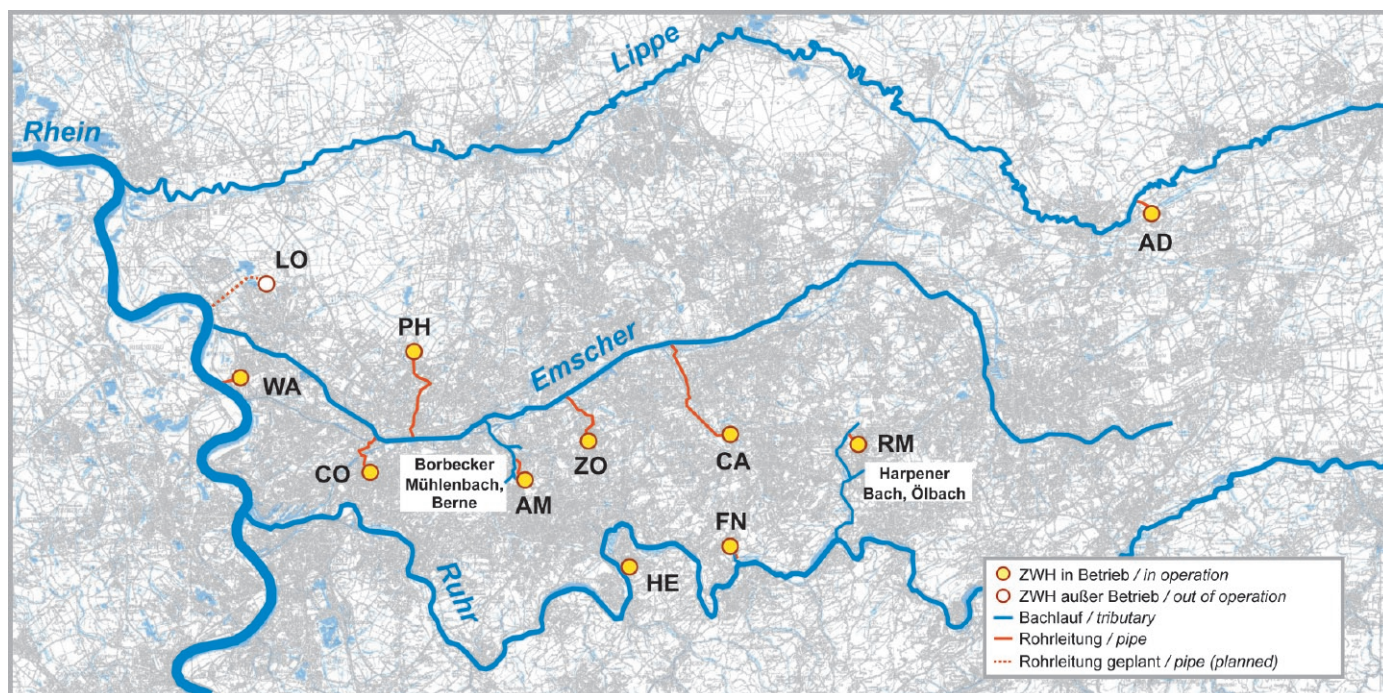 Lippe
Rhein
LO
AD
PH
Emscher
WA
CO
Borbecker
Mühlenbach,
Berne
AM
ZO
CA
RM
Harpener
Bach, Ölbach
FN
HE
Ruhr
ZWH in Betrieb / in operation
ZWH außer Betrieb / out of operation
Bachlauf / tributary
Rohrleitung / pipe
Rohrleitung geplant / pipe (planned)